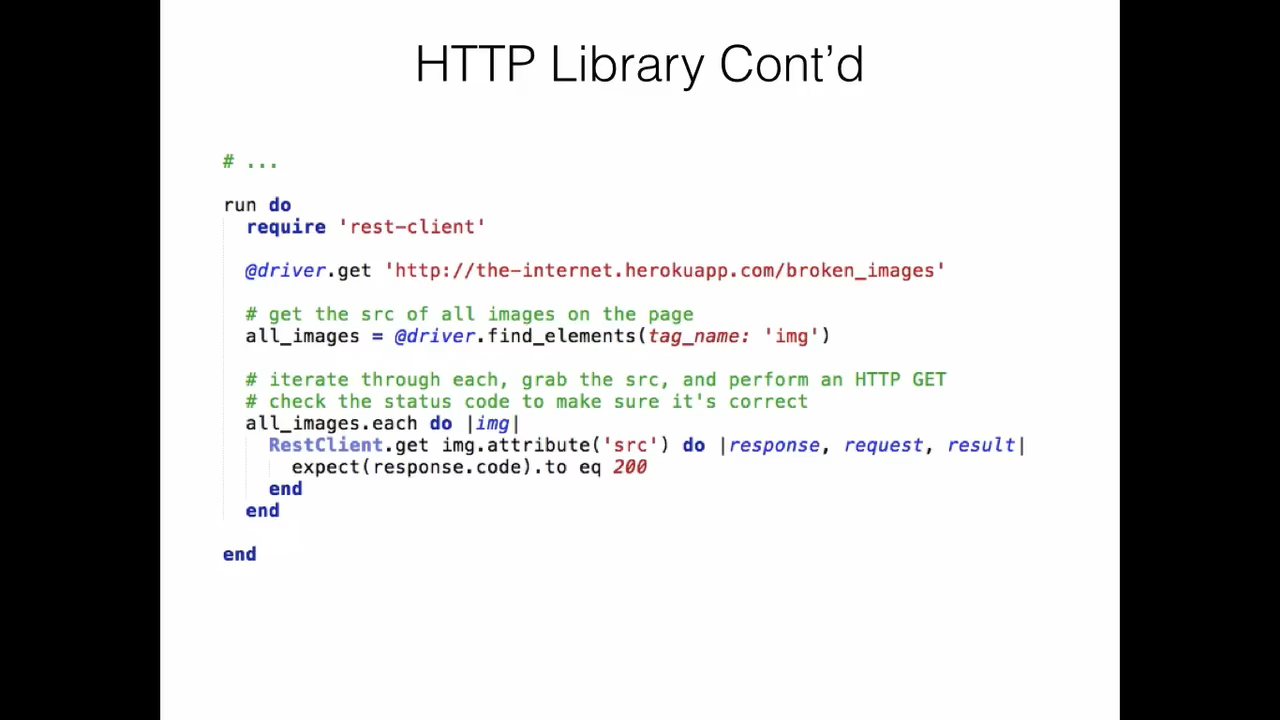 HTTP Library Cont’d
# ...
run do
require 'rest-client'
@driver.get 'http://the-internet.herokuapp.com/broken_images'
# get the src of all images on the page
all_images = @driver.find_elements(tag_name: 'img')
# iterate through each, grab the src, and perform an HTTP GET
# check the status code to make sure it's correct
all_images.each do |img|
RestClient.get img.attribute('src') do |response, request, result|
expect(response.code).to eq 200
end
end
end